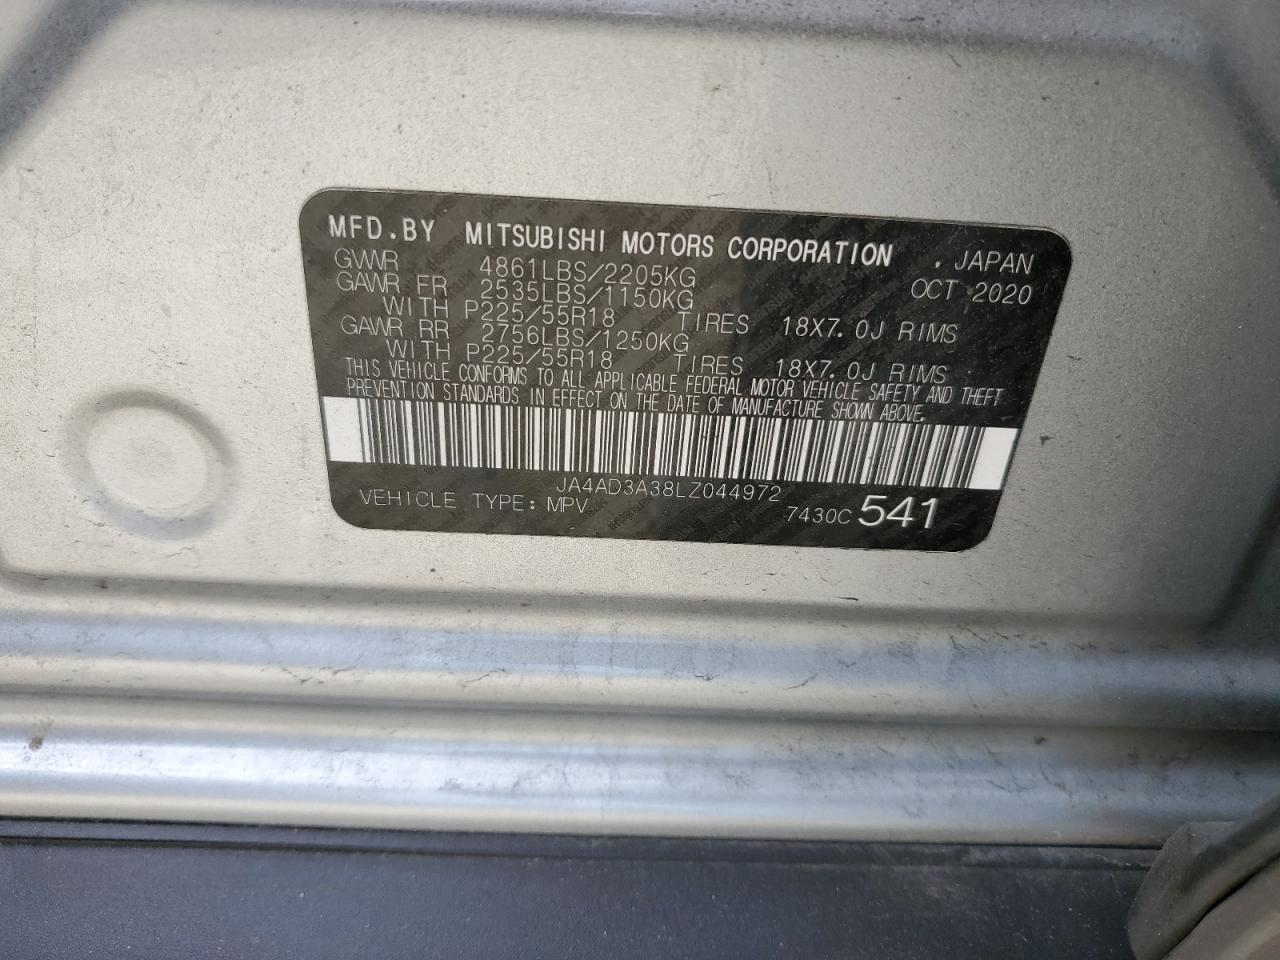 MFD.BY MITSUBISHI MOTORS CORPORATION . JAPAN
GVWR 4861LBS/2205KG OCT 2020
GAWR FR 2535LBS/1150KG
WITH P225/55R18 TIRES 18X7.0J RIMS
GAWR RR 2756LBS/1250KG
WITH P225/55R18 TIRES 18X7.0J RIMS
THIS VEHICLE CONFORMS TO ALL APPLICABLE FEDERAL MOTOR VEHICLE SAFETY AND THEFT
PREVENTION STANDARDS IN EFFECT ON THE DATE OF MANUFACTURE SHOWN ABOVE.
JA4AD3A38LZ044972
VEHICLE TYPE: MPV 7430C 541